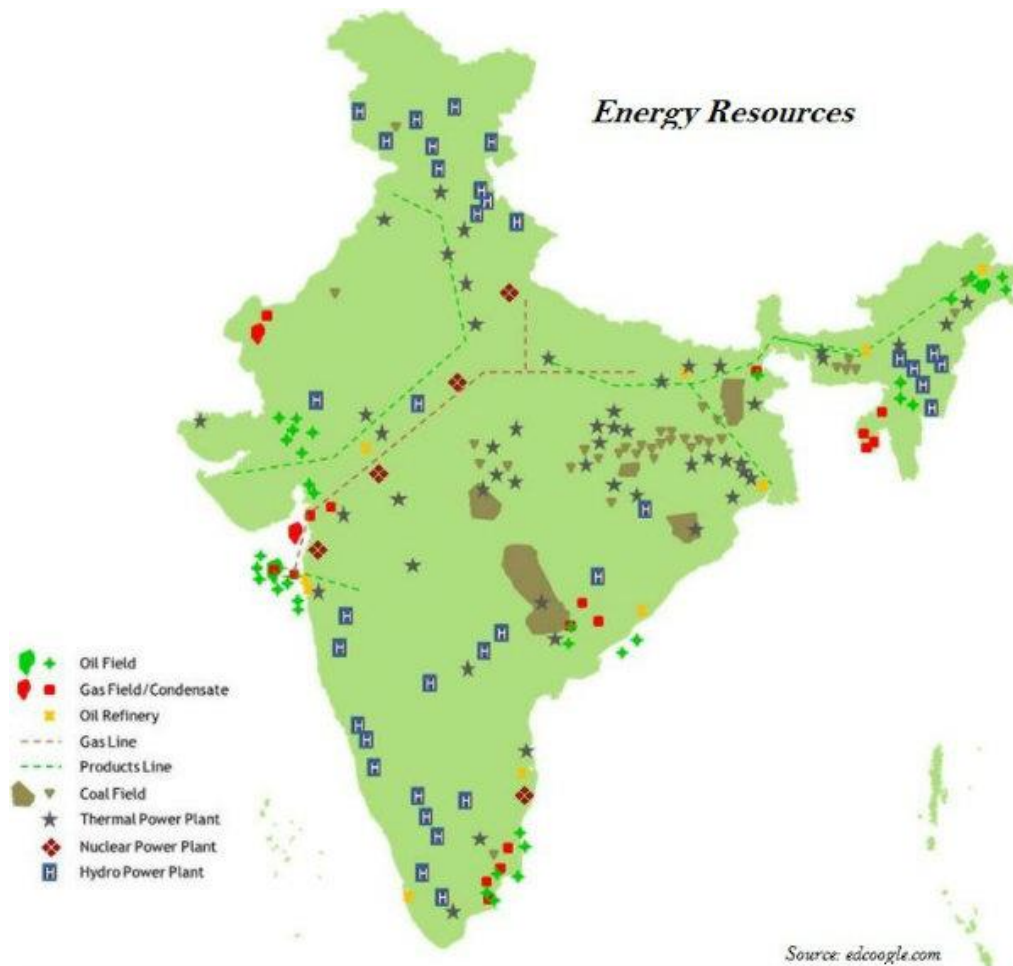 Energy Resources
Oil Field
Gas Field/Condensate
Oil Refinery
Gas Line
Products Line
Coal Field
Thermal Power Plant
Nuclear Power Plant
H Hydro Power Plant
Source: edcoogle.com